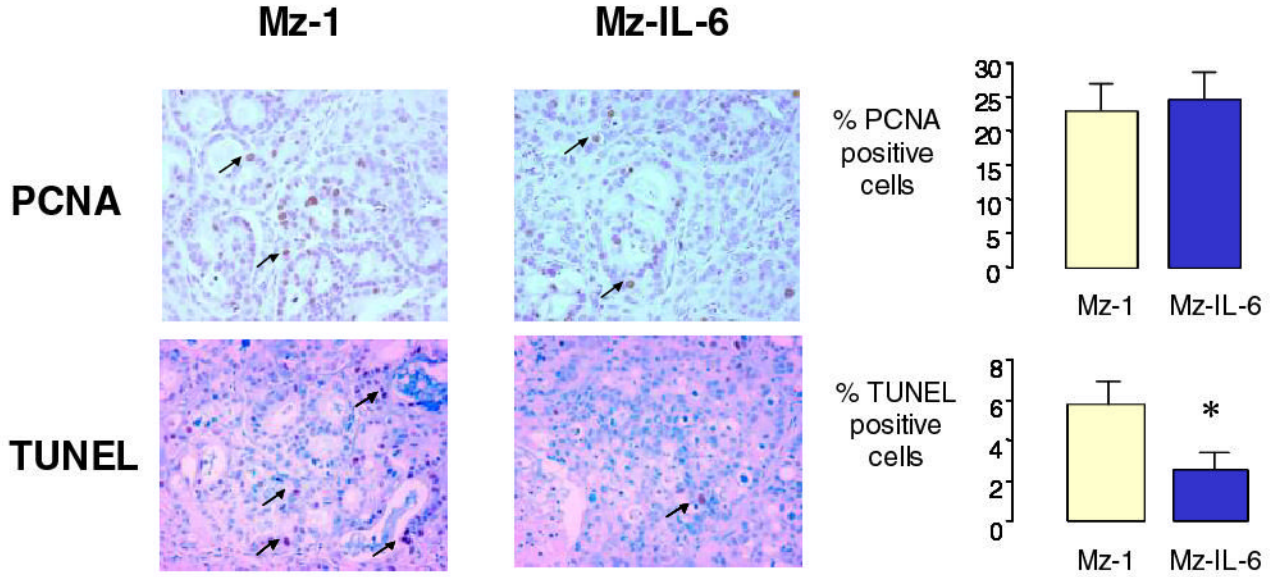 Mz-1 Mz-IL-6
PCNA
% PCNA
positive
cells
30
25
20
15
10
5
0
Mz-1 Mz-IL-6
TUNEL
% TUNEL
positive
cells
8
6
4
2
0
*
Mz-1 Mz-IL-6